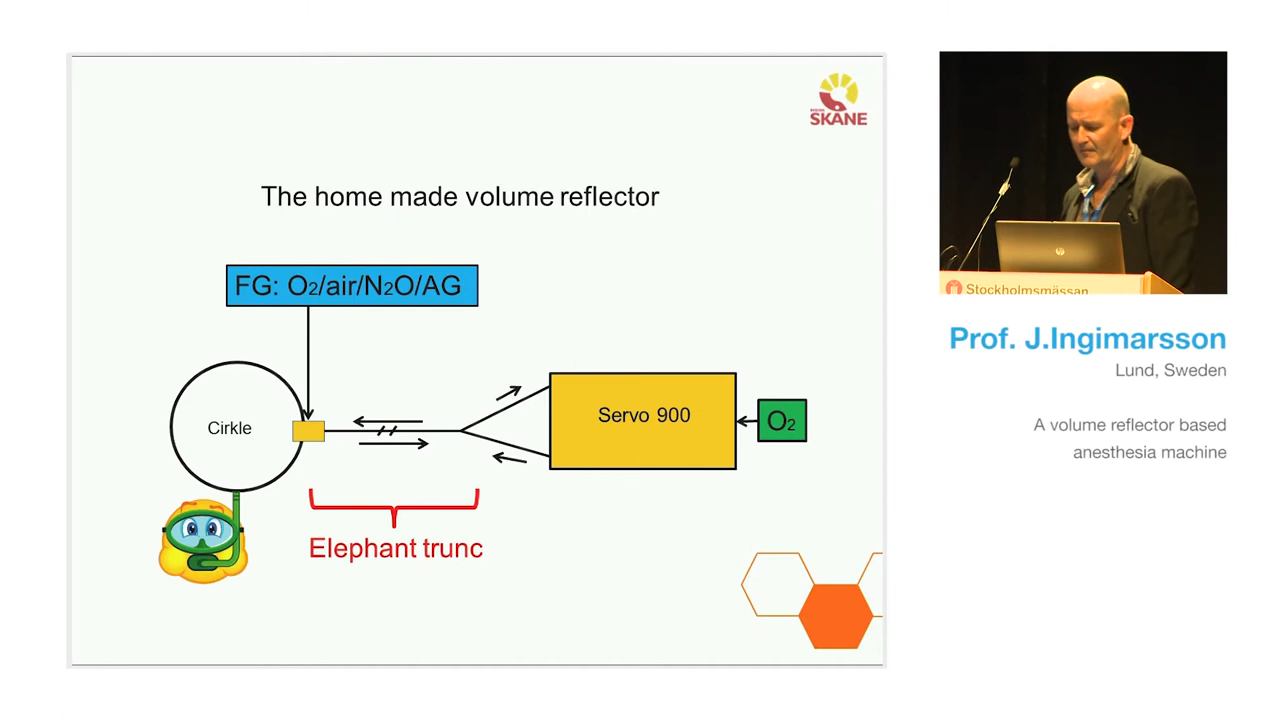 REGION
SKÅNE
The home made volume reflector
FG: O2/air/N2O/AG
Cirkle
Servo 900
O2
Elephant trunc
hp
Stockholmsmässan
Prof. J.Ingimarsson
Lund, Sweden
A volume reflector based
anesthesia machine